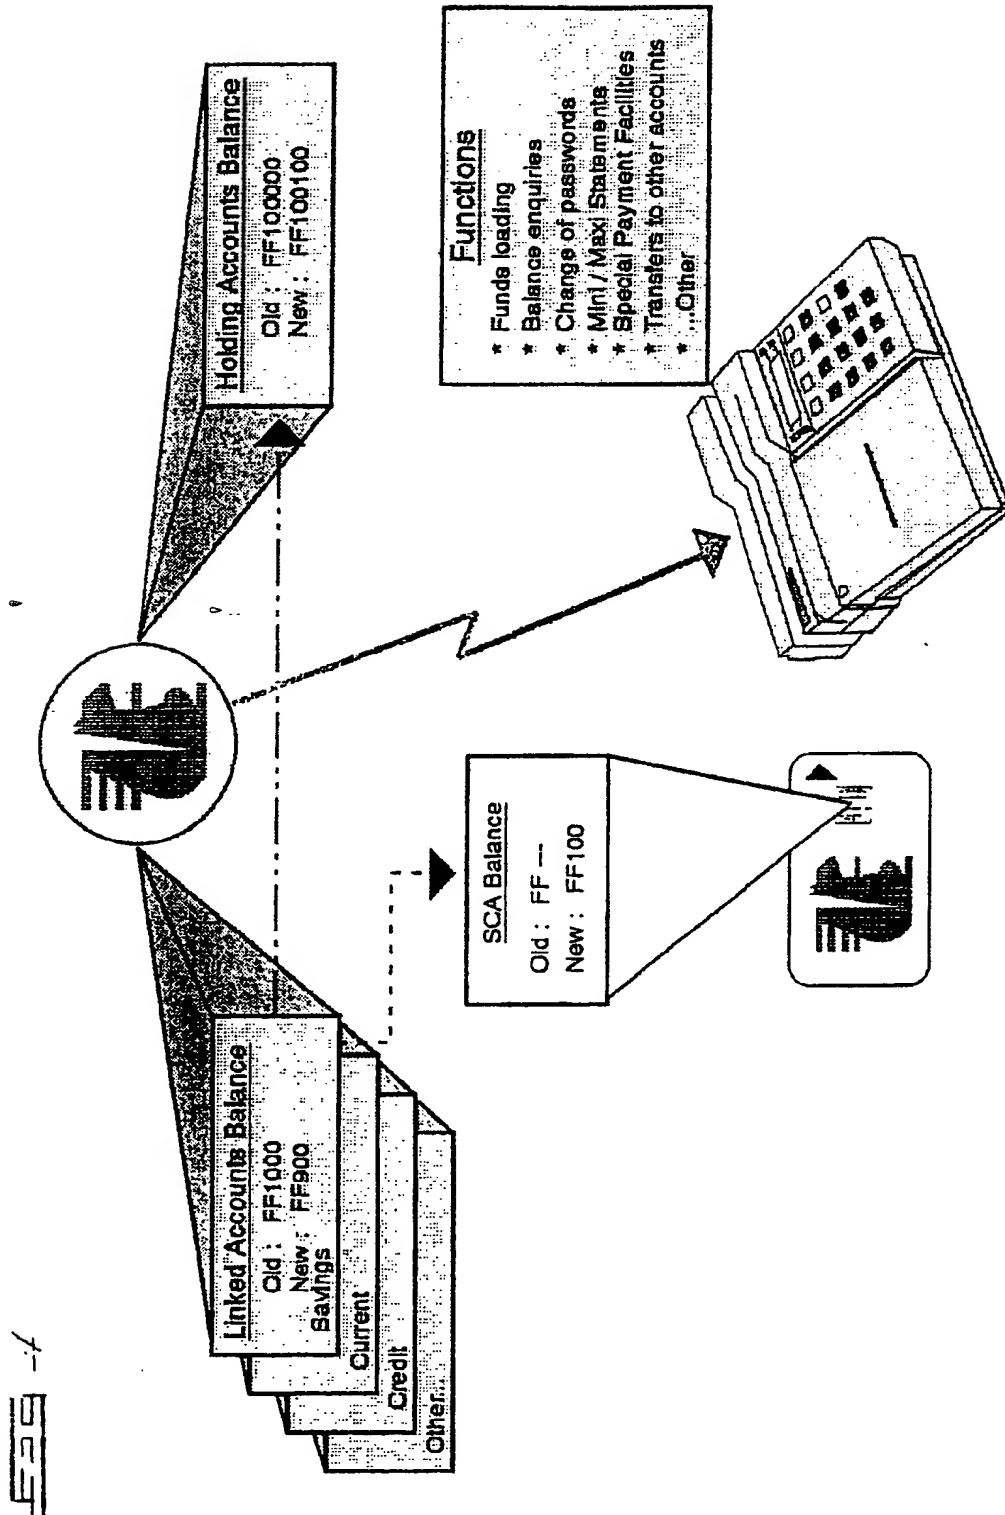 Linked Accounts Balance
Old : FF1000
New : FF900
Savings
Current
Credit
Other...
Holding Accounts Balance
Old : FF100000
New : FF100100
SCA Balance
Old : FF ---
New : FF100
Functions
* Funds loading
* Balance enquiries
* Change of passwords
* Mini / Maxi Statements
* Special Payment Facilities
* Transfers to other accounts
* ...Other